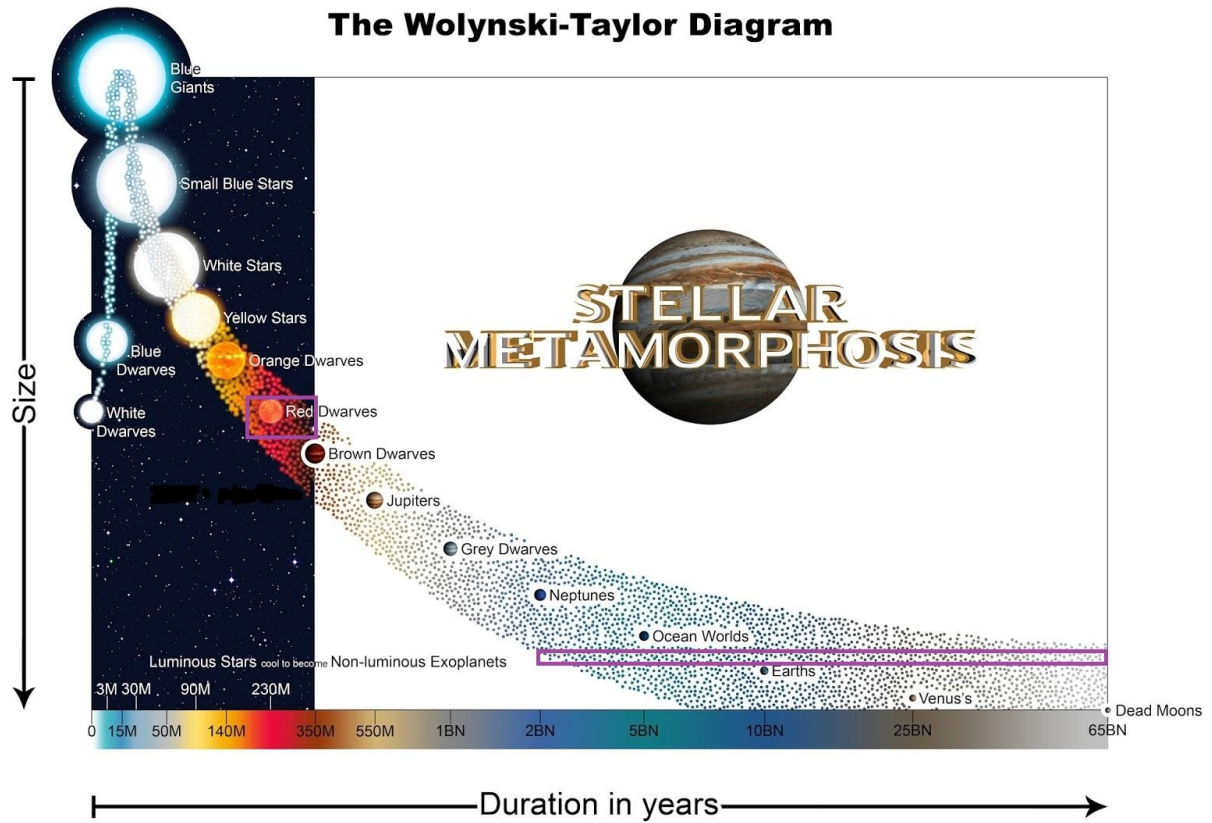 The Wolynski-Taylor Diagram
Blue
Giants
Small Blue Stars
White Stars
Yellow Stars
Blue
Dwarves
Orange Dwarves
White
Dwarves
Red Dwarves
Brown Dwarves
STELLAR
METAMORPHOSIS
Size
Jupiters
Grey Dwarves
Neptunes
Ocean Worlds
Luminous Stars cool to become Non-luminous Exoplanets
Earths
Venus's
Dead Moons
3M 30M 90M 230M
0 15M 50M 140M 350M 550M 1BN 2BN 5BN 10BN 25BN 65BN
Duration in years